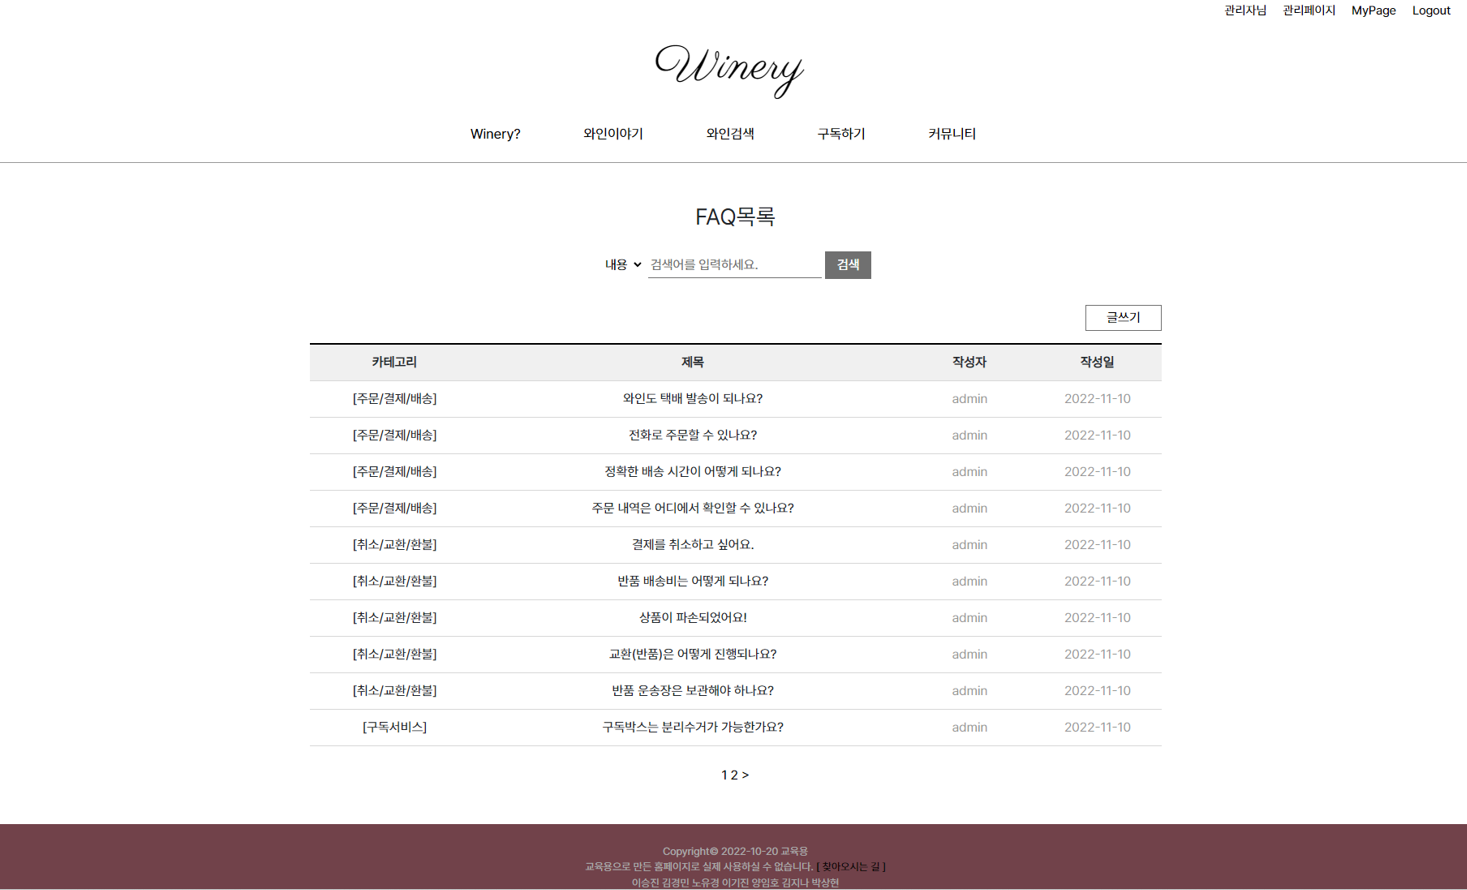 관리자님 관리페이지 MyPage Logout
Winery
Winery? 와인이야기 와인검색 구독하기 커뮤니티
FAQ목록
내용 검색어를 입력하세요. 검색
글쓰기
카테고리 제목 작성자 작성일
[주문/결제/배송] 와인도 택배 발송이 되나요? admin 2022-11-10
[주문/결제/배송] 전화로 주문할 수 있나요? admin 2022-11-10
[주문/결제/배송] 정확한 배송 시간이 어떻게 되나요? admin 2022-11-10
[주문/결제/배송] 주문 내역은 어디에서 확인할 수 있나요? admin 2022-11-10
[취소/교환/환불] 결제를 취소하고 싶어요. admin 2022-11-10
[취소/교환/환불] 반품 배송비는 어떻게 되나요? admin 2022-11-10
[취소/교환/환불] 상품이 파손되었어요! admin 2022-11-10
[취소/교환/환불] 교환(반품)은 어떻게 진행되나요? admin 2022-11-10
[취소/교환/환불] 반품 운송장은 보관해야 하나요? admin 2022-11-10
[구독서비스] 구독박스는 분리수거가 가능한가요? admin 2022-11-10
1 2 >
Copyright© 2022-10-20 교육용
교육용으로 만든 홈페이지로 실제 사용하실 수 없습니다. [ 찾아오시는 길 ]
이승진 김경민 노유경 이기진 양임호 김지나 박상현